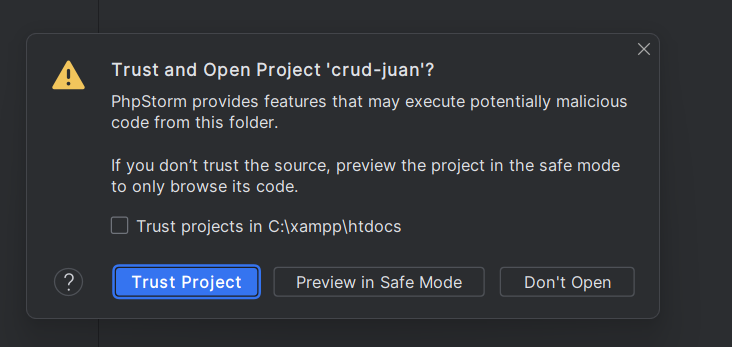 Trust and Open Project 'crud-juan'?
PhpStorm provides features that may execute potentially malicious
code from this folder.
If you don’t trust the source, preview the project in the safe mode
to only browse its code.
Trust projects in C:\xampp\htdocs
? Trust Project Preview in Safe Mode Don't Open